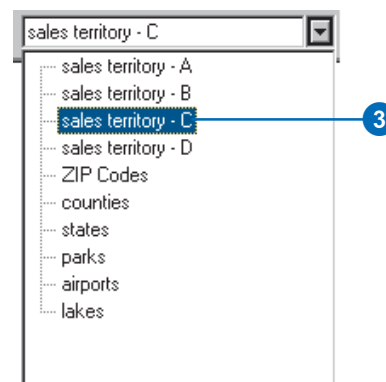 sales territory - C
sales territory - A
sales territory - B
sales territory - C
3
sales territory - D
ZIP Codes
counties
states
parks
airports
lakes